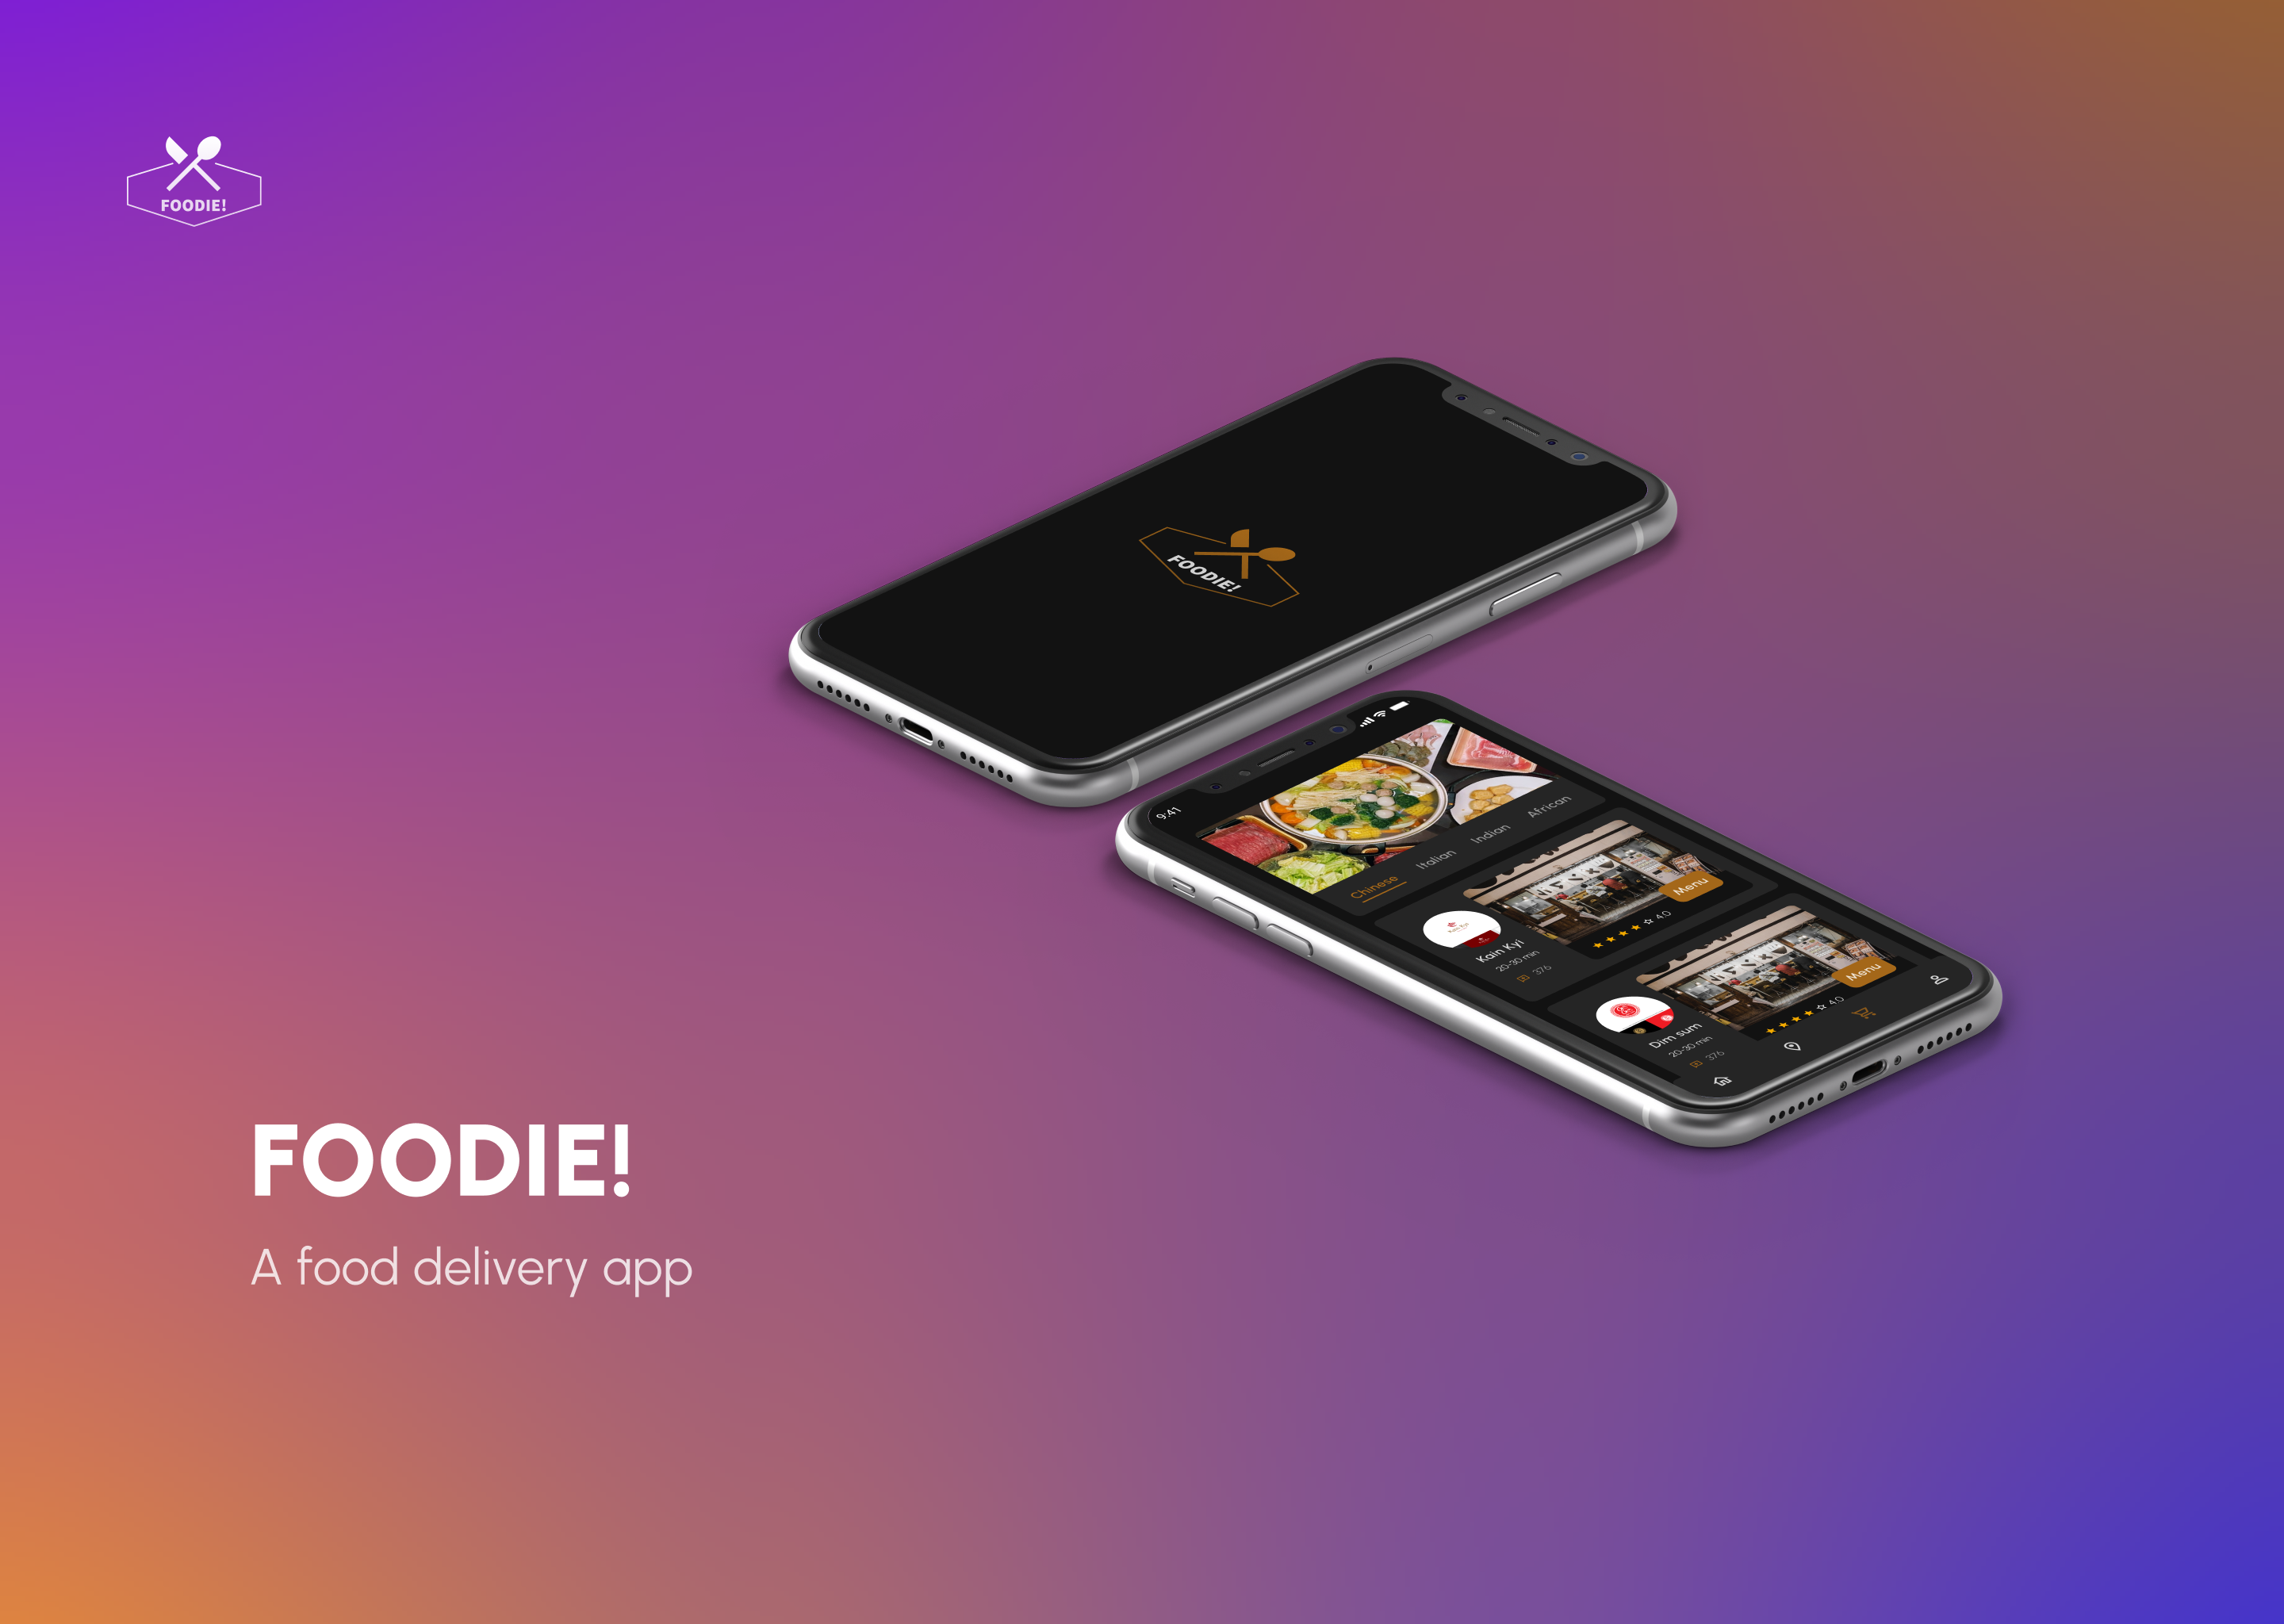 FOODIE!
FOODIE!
9:41
Chinese
Italian
Indian
African
Menu
4.0
Kain Kyi
20-30 min
376
Menu
4.0
Dim sum
20-30 min
376
FOODIE!
A food delivery app